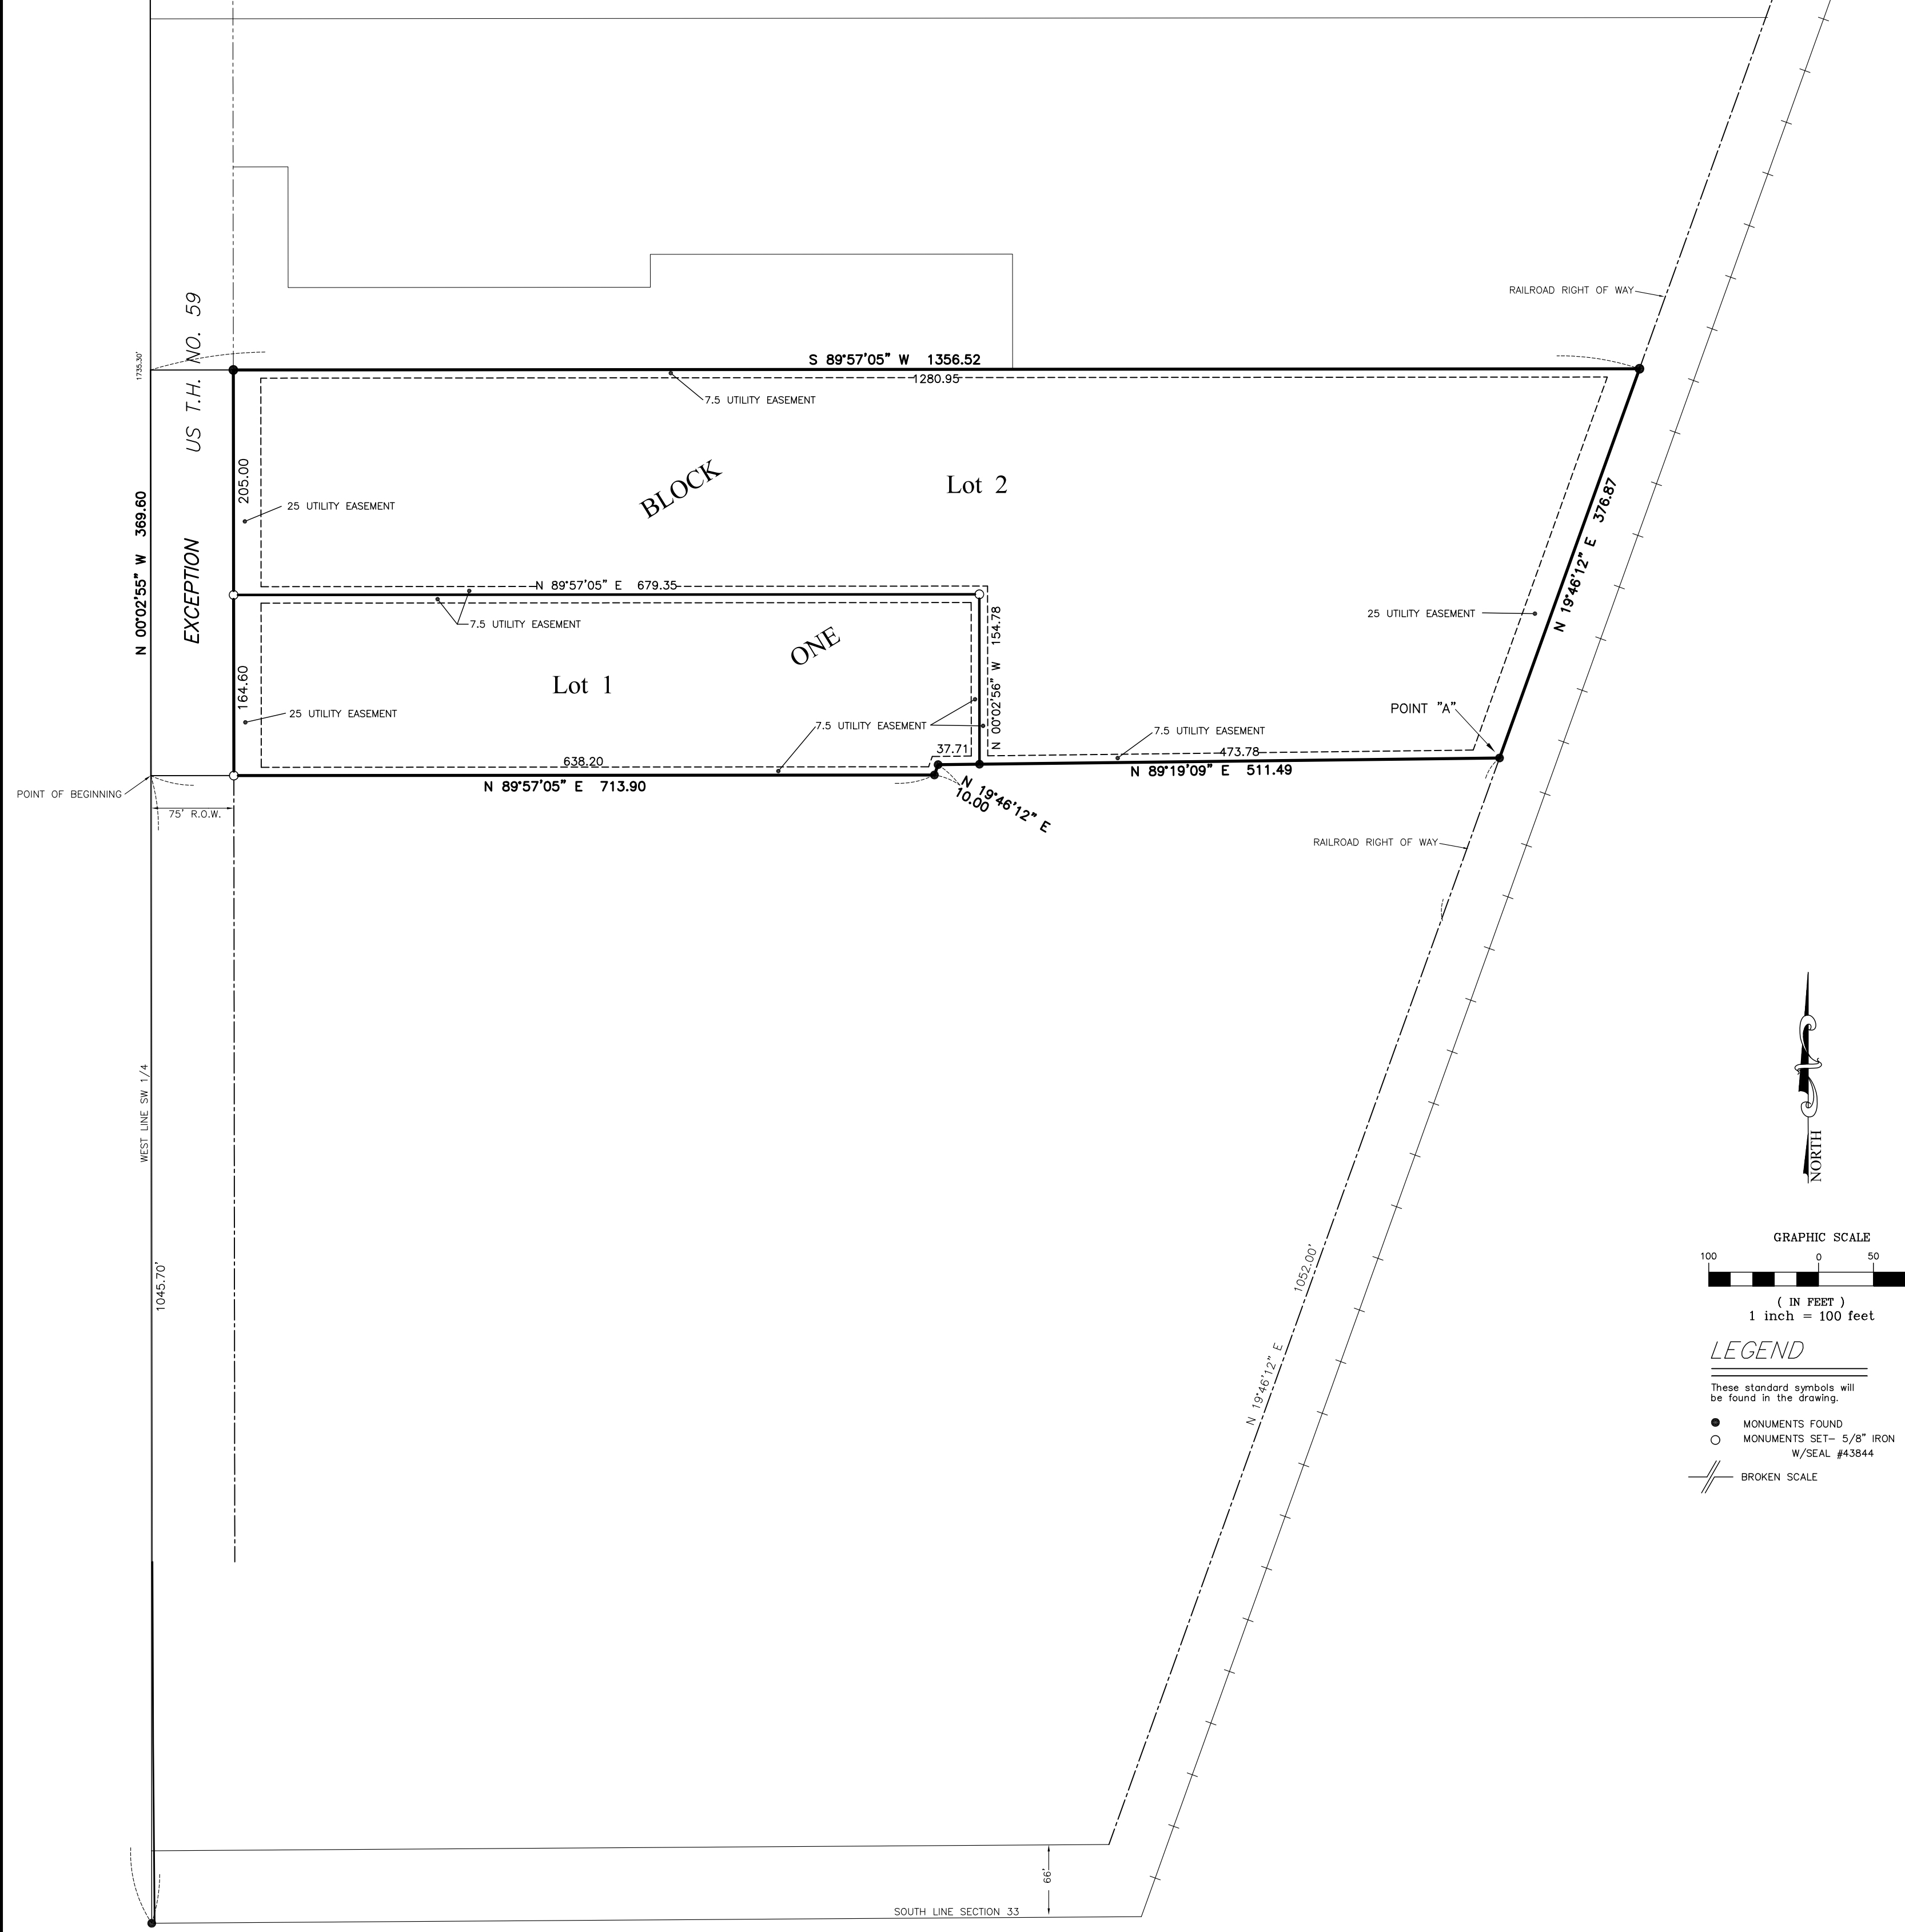 RAILROAD RIGHT OF WAY
US T.H. NO. 59
1735.30'
S 89°57'05" W 1356.52
1280.95
7.5 UTILITY EASEMENT
BLOCK
Lot 2
205.00
25 UTILITY EASEMENT
N 00°02'55" W 369.60
EXCEPTION
N 19°46'12" E 376.87
N 89°57'05" E 679.35
7.5 UTILITY EASEMENT
25 UTILITY EASEMENT
ONE
N 00°02'56" W 154.78
164.60
Lot 1
25 UTILITY EASEMENT
POINT "A"
7.5 UTILITY EASEMENT
7.5 UTILITY EASEMENT
37.71
473.78
638.20
N 89°19'09" E 511.49
N 89°57'05" E 713.90
N 19°46'12" E
10.00
POINT OF BEGINNING
75' R.O.W.
RAILROAD RIGHT OF WAY
WEST LINE SW 1/4
1045.70'
N 19°46'12" E 1052.00'
NORTH
GRAPHIC SCALE
100 0 50
( IN FEET )
1 inch = 100 feet
LEGEND
These standard symbols will
be found in the drawing.
MONUMENTS FOUND
MONUMENTS SET- 5/8" IRON
W/SEAL #43844
BROKEN SCALE
66'
SOUTH LINE SECTION 33